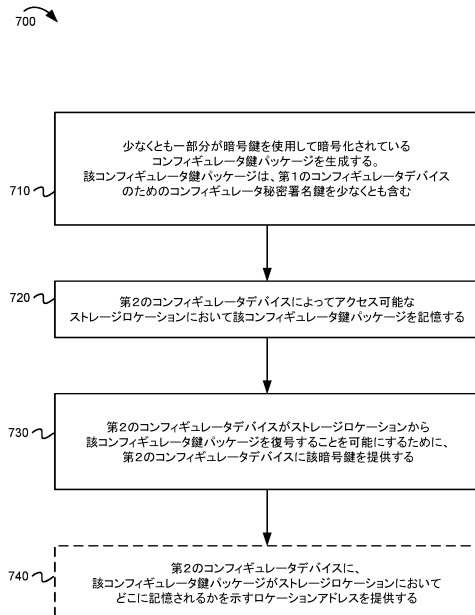 700
少なくとも一部分が暗号鍵を使用して暗号化されている
コンフィギュレータ鍵パッケージを生成する。
該コンフィギュレータ鍵パッケージは、第1のコンフィギュレータデバイス
のためのコンフィギュレータ秘密署名鍵を少なくとも含む
710
720
第2のコンフィギュレータデバイスによってアクセス可能な
ストレージロケーションにおいて該コンフィギュレータ鍵パッケージを記憶する
730
第2のコンフィギュレータデバイスがストレージロケーションから
該コンフィギュレータ鍵パッケージを復号することを可能にするために、
第2のコンフィギュレータデバイスに該暗号鍵を提供する
740
第2のコンフィギュレータデバイスに、
該コンフィギュレータ鍵パッケージがストレージロケーションにおいて
どこに記憶されるかを示すロケーションアドレスを提供する